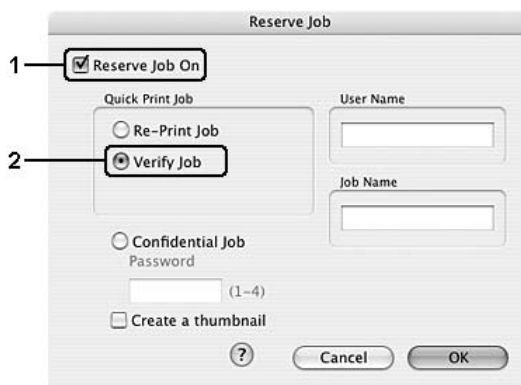 Reserve Job
1
Reserve Job On
Quick Print Job
Re-Print Job
2
Verify Job
User Name
Job Name
Confidential Job
Password
(1-4)
Create a thumbnail
?
Cancel
OK